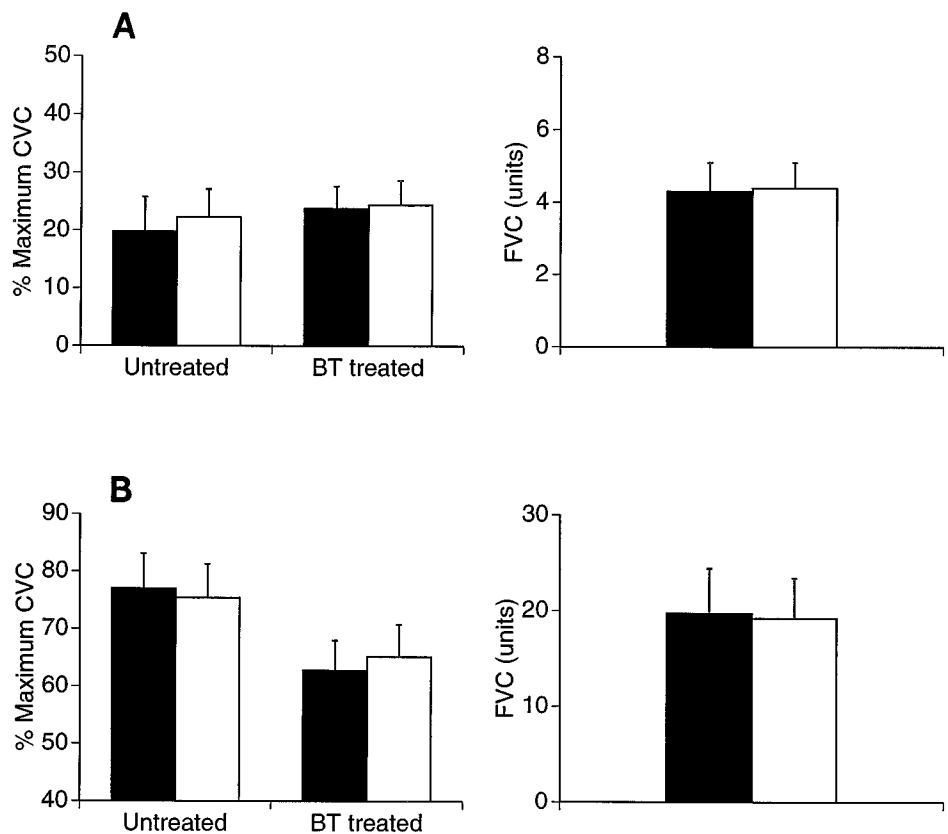 A
50
40
30
20
10
0
% Maximum CVC
Untreated
BT treated
8
6
4
2
0
FVC (units)
B
90
80
70
60
50
40
% Maximum CVC
Untreated
BT treated
30
20
10
0
FVC (units)